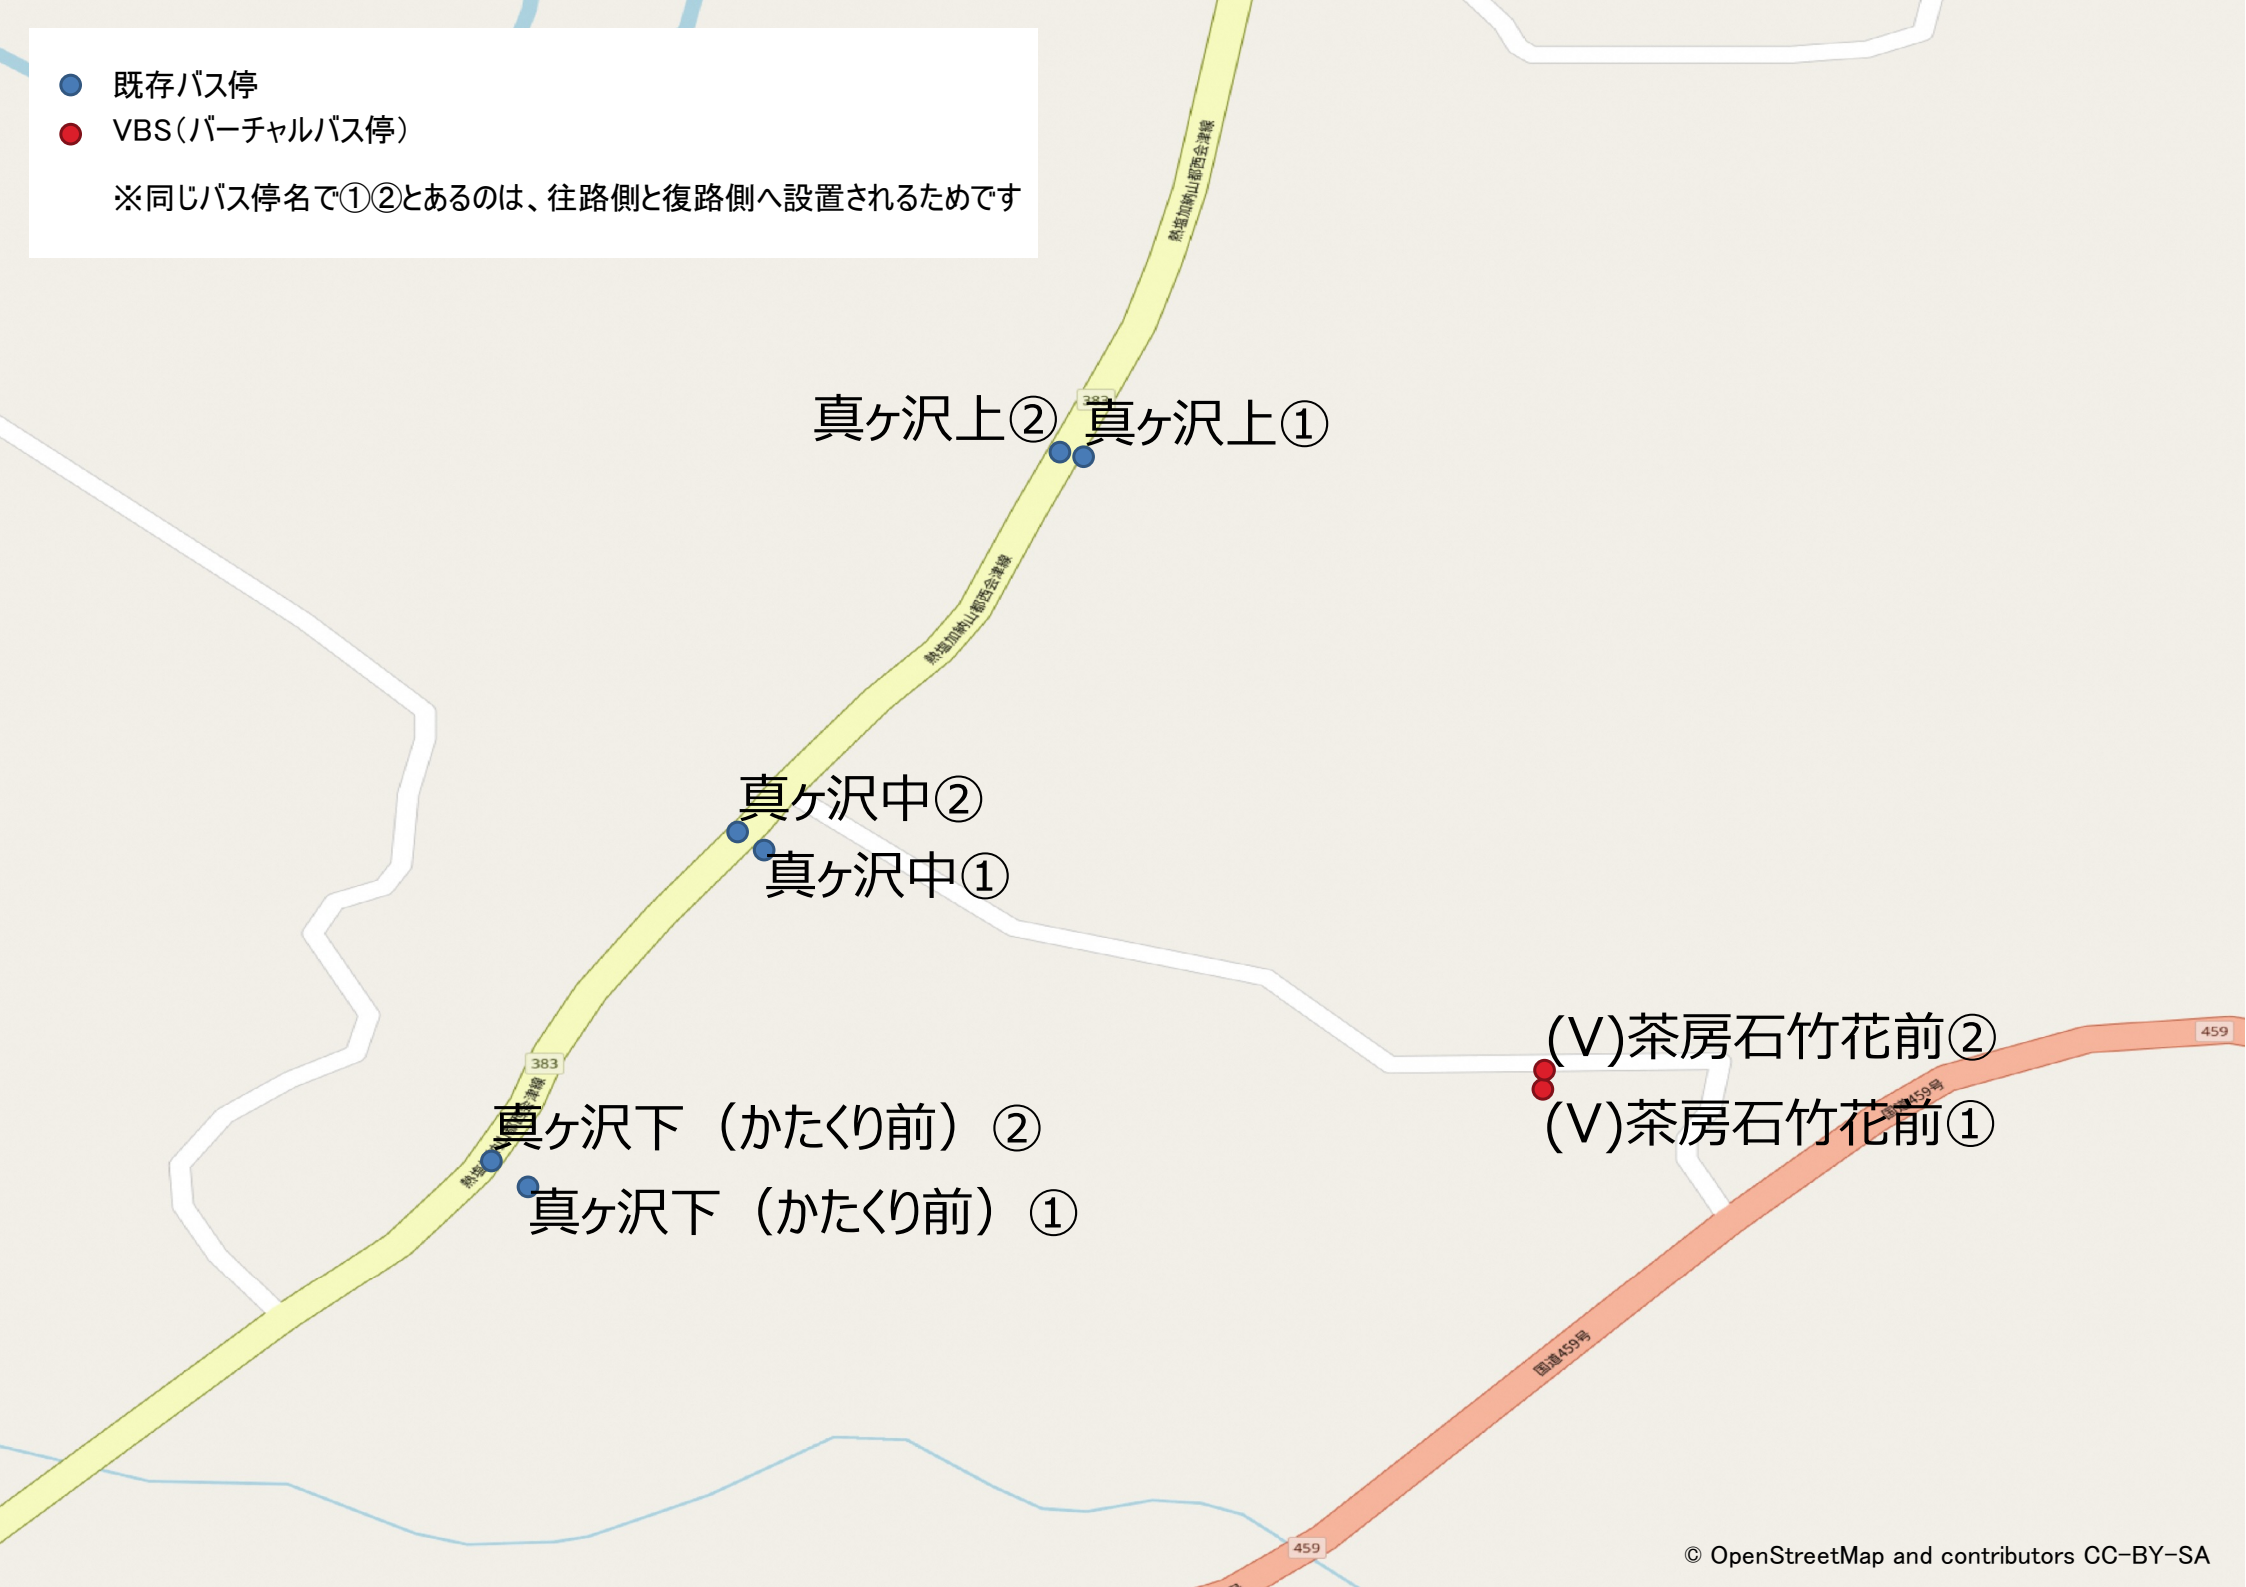 既存バス停
VBS（バーチャルバス停）
※同じバス停名で①②とあるのは、往路側と復路側へ設置されるためです
熱塩加納山都西会津線
383
真ヶ沢上②
真ヶ沢上①
熱塩加納山都西会津線
真ヶ沢中②
真ヶ沢中①
(V)茶房石竹花前②
459
383
国道459号
(V)茶房石竹花前①
真ヶ沢下（かたくり前）②
真ヶ沢下（かたくり前）①
国道459号
459
© OpenStreetMap and contributors CC-BY-SA